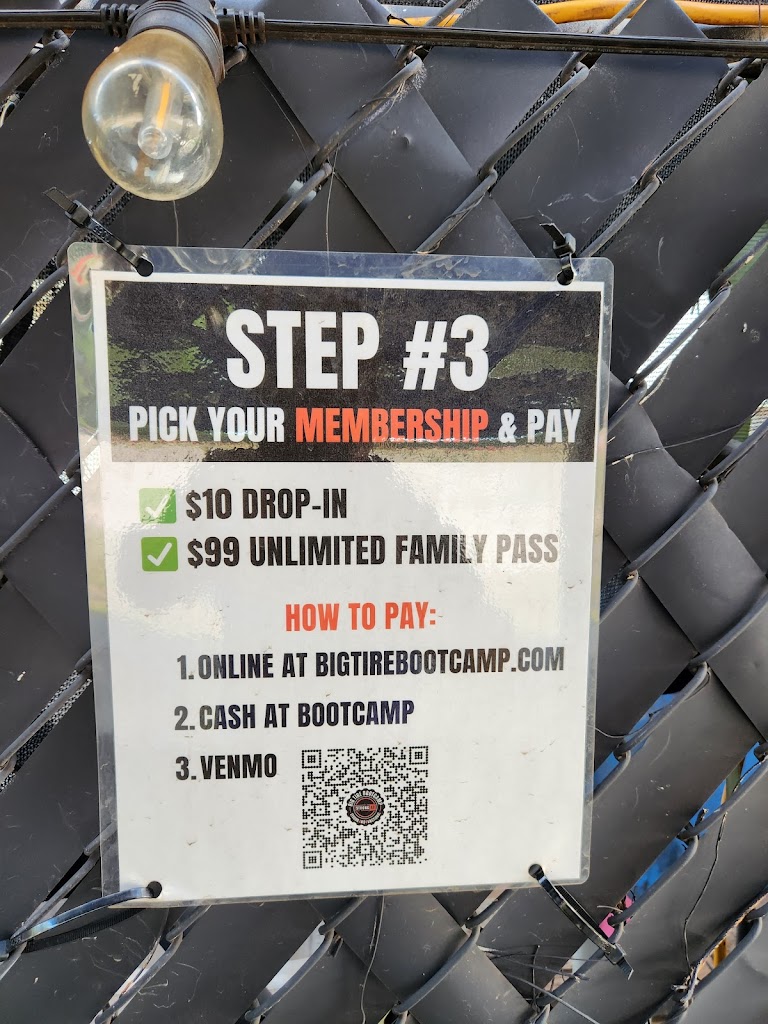 STEP #3
PICK YOUR MEMBERSHIP & PAY
$10 DROP-IN
$99 UNLIMITED FAMILY PASS
HOW TO PAY:
1. ONLINE AT BIGTIREBOOTCAMP.COM
2. CASH AT BOOTCAMP
3. VENMO